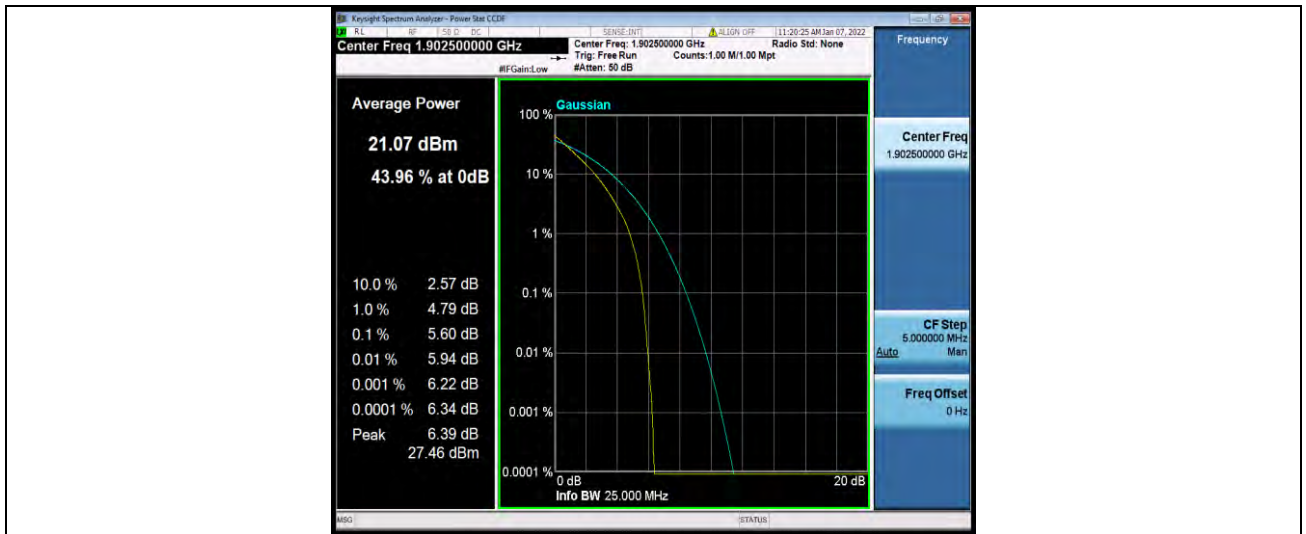 Keysight Spectrum Analyzer - Power Stat CCDF
RL RF 50 Ω DC SENSE:INT ALIGN OFF 11:20:25 AM Jan 07, 2022
Center Freq 1.902500000 GHz
Center Freq: 1.902500000 GHz Radio Std: None
Trig: Free Run Counts:1.00 M/1.00 Mpt
#IFGain:Low #Atten: 50 dB
Frequency
Average Power
21.07 dBm
43.96 % at 0dB
10.0 % 2.57 dB
1.0 % 4.79 dB
0.1 % 5.60 dB
0.01 % 5.94 dB
0.001 % 6.22 dB
0.0001 % 6.34 dB
Peak 6.39 dB
27.46 dBm
Gaussian
100 %
10 %
1 %
0.1 %
0.01 %
0.001 %
0.0001 %
0 dB 20 dB
Info BW 25.000 MHz
Center Freq
1.902500000 GHz
CF Step
5.000000 MHz
Auto Man
Freq Offset
0 Hz
MSG STATUS